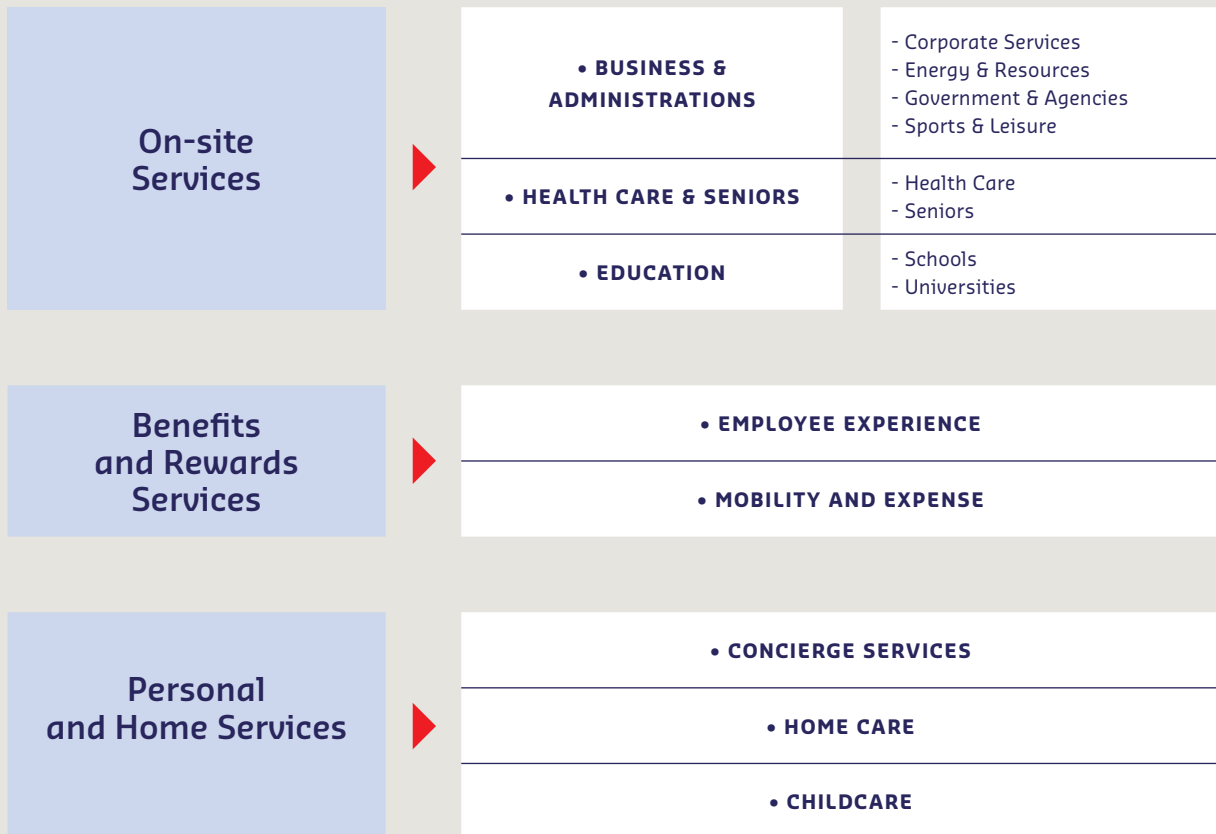 On-site
Services
• BUSINESS &
ADMINISTRATIONS
- Corporate Services
- Energy & Resources
- Government & Agencies
- Sports & Leisure
• HEALTH CARE & SENIORS
- Health Care
- Seniors
• EDUCATION
- Schools
- Universities
Benefits
and Rewards
Services
• EMPLOYEE EXPERIENCE
• MOBILITY AND EXPENSE
Personal
and Home Services
• CONCIERGE SERVICES
• HOME CARE
• CHILDCARE